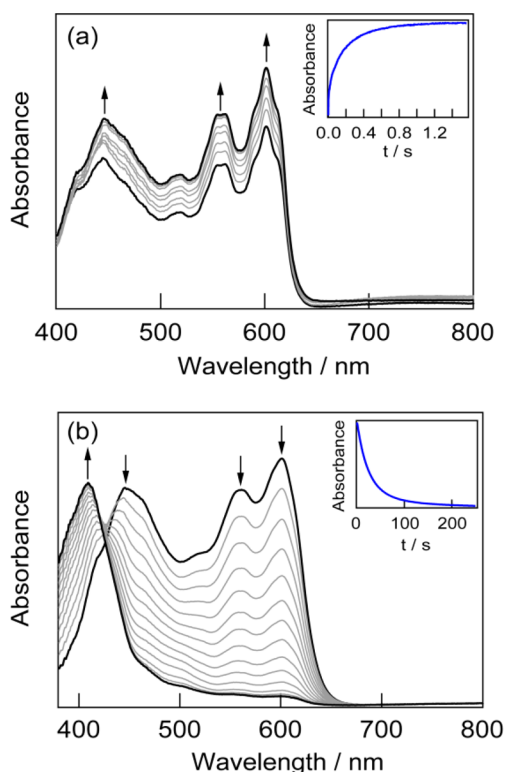 (a)
Absorbance
Absorbance
0.0 0.4 0.8 1.2
t / s
400 500 600 700 800
Wavelength / nm
(b)
Absorbance
Absorbance
0 100 200
t / s
400 500 600 700 800
Wavelength / nm